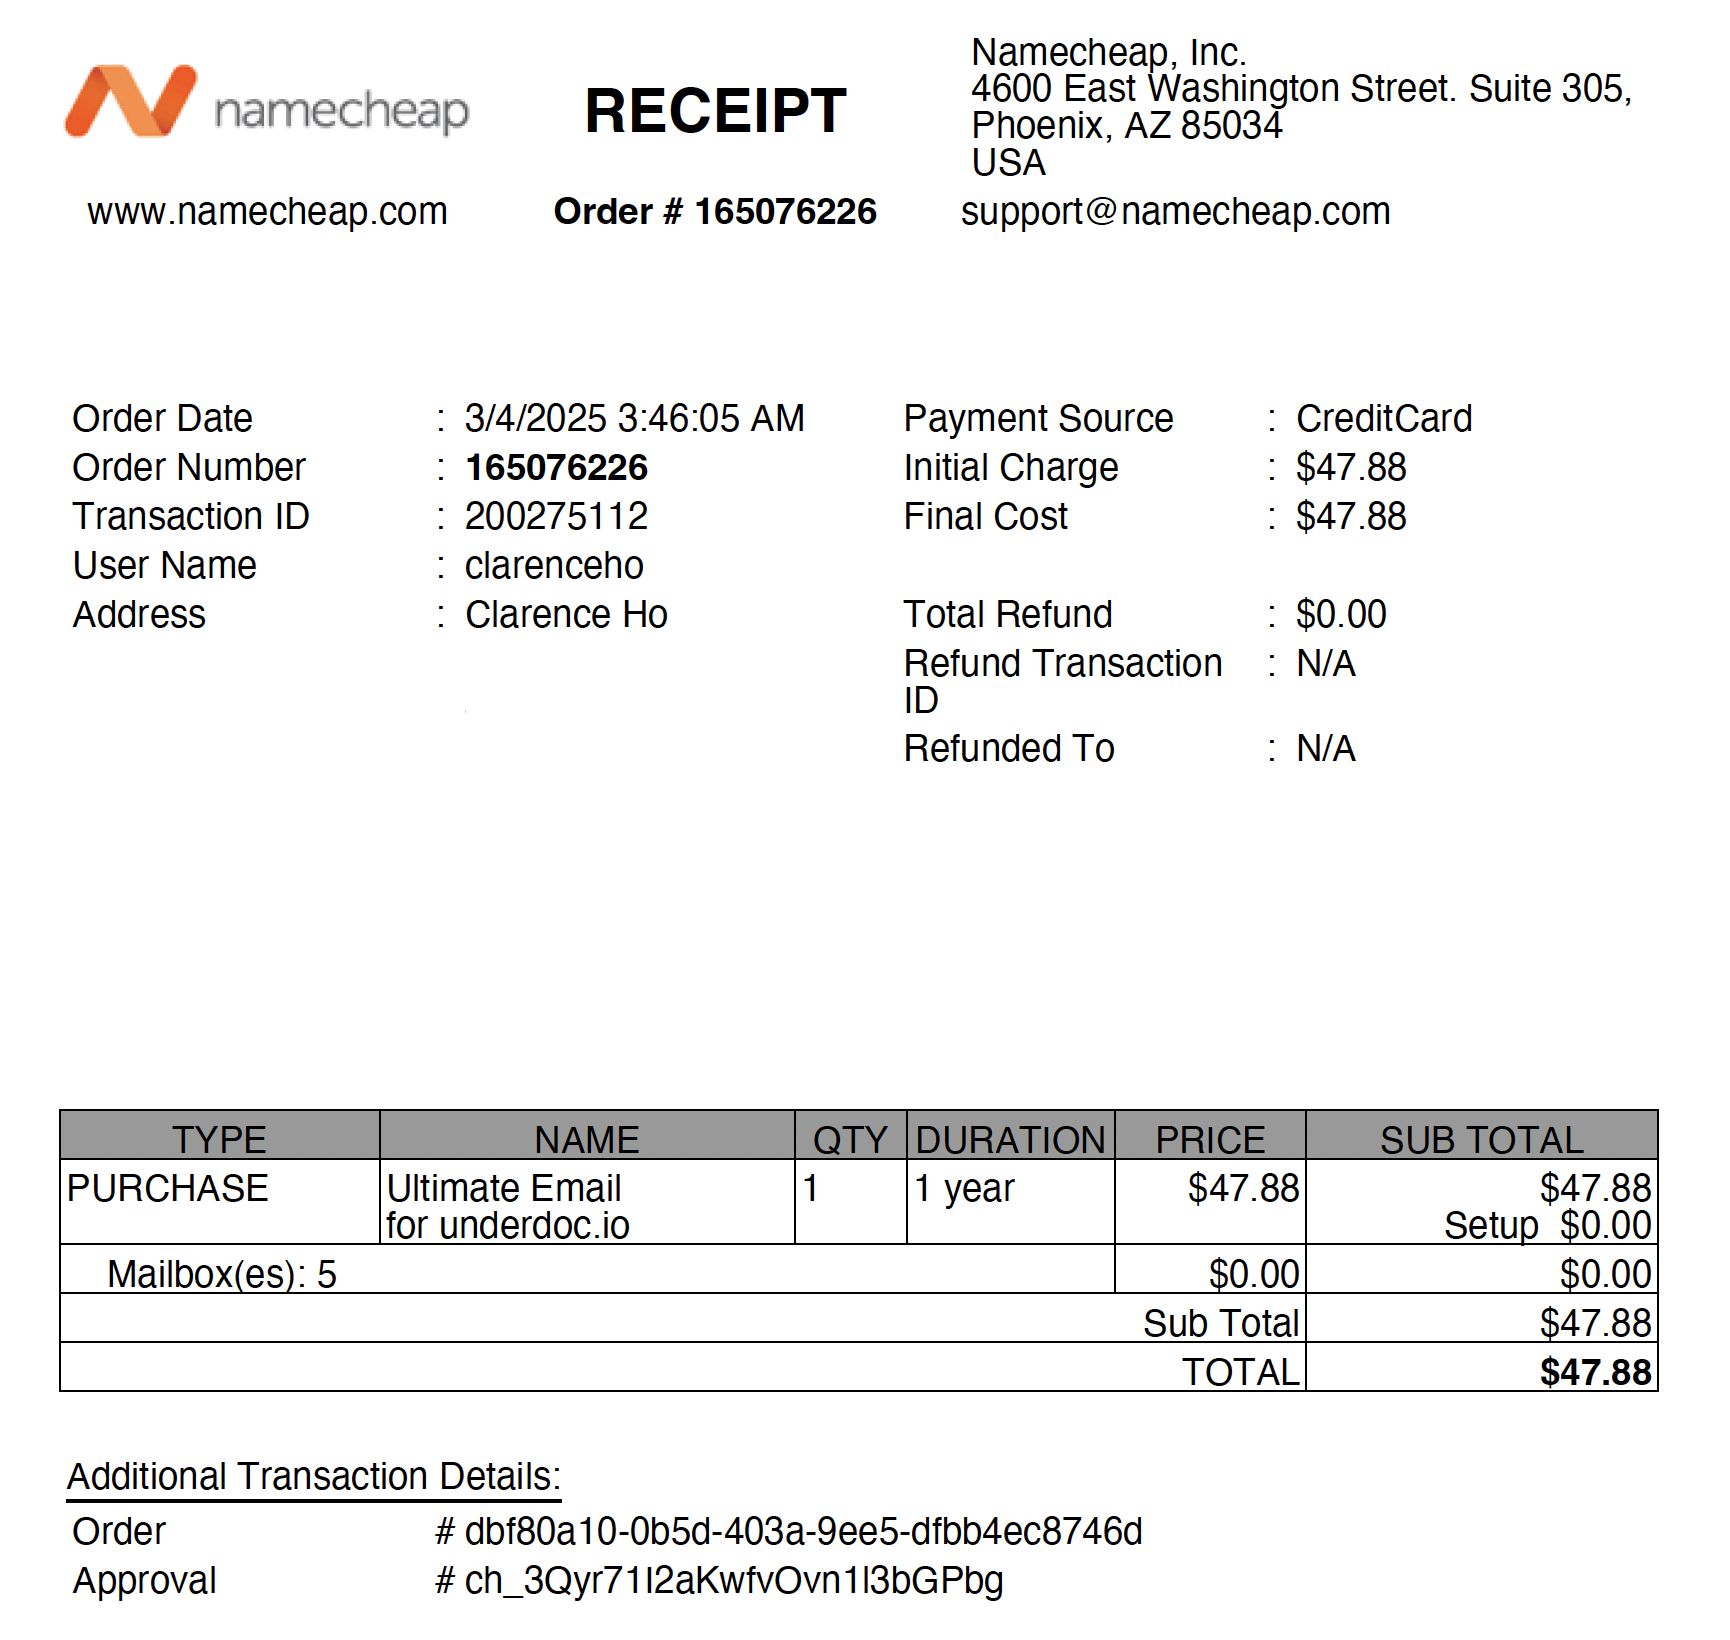 namecheap
RECEIPT
Namecheap, Inc.
4600 East Washington Street. Suite 305,
Phoenix, AZ 85034
USA
www.namecheap.com
Order # 165076226
support@namecheap.com
Order Date : 3/4/2025 3:46:05 AM
Order Number : 165076226
Transaction ID : 200275112
User Name : clarenceho
Address : Clarence Ho
Payment Source : CreditCard
Initial Charge : $47.88
Final Cost : $47.88
Total Refund : $0.00
Refund Transaction : N/A
ID
Refunded To : N/A
TYPE NAME QTY DURATION PRICE SUB TOTAL
PURCHASE Ultimate Email 1 1 year $47.88 $47.88
for underdoc.io Setup $0.00
Mailbox(es): 5 $0.00 $0.00
Sub Total $47.88
TOTAL $47.88
Additional Transaction Details:
Order # dbf80a10-0b5d-403a-9ee5-dfbb4ec8746d
Approval # ch_3Qyr71I2aKwfvOvn1l3bGPbg